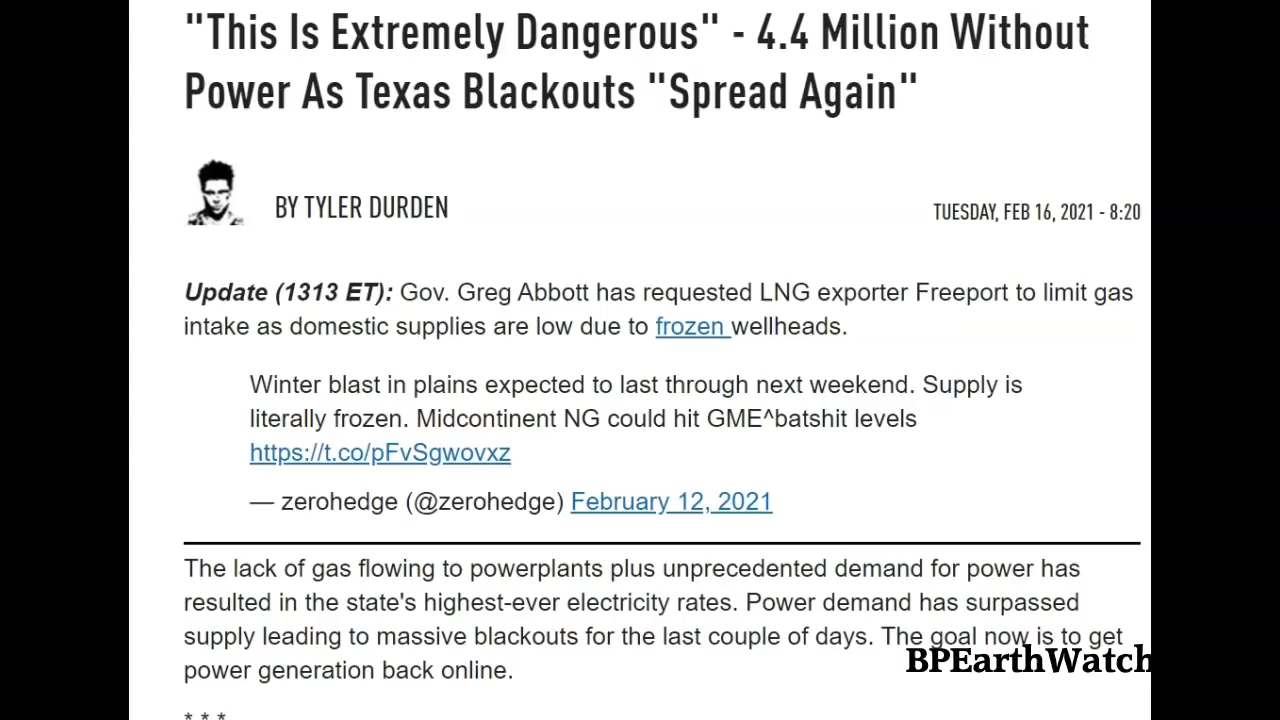 "This Is Extremely Dangerous" - 4.4 Million Without
Power As Texas Blackouts "Spread Again"
BY TYLER DURDEN
TUESDAY, FEB 16, 2021 - 8:20
Update (1313 ET): Gov. Greg Abbott has requested LNG exporter Freeport to limit gas
intake as domestic supplies are low due to frozen wellheads.
Winter blast in plains expected to last through next weekend. Supply is
literally frozen. Midcontinent NG could hit GME^batshit levels
https://t.co/pFvSgwovxz
— zerohedge (@zerohedge) February 12, 2021
The lack of gas flowing to powerplants plus unprecedented demand for power has
resulted in the state's highest-ever electricity rates. Power demand has surpassed
supply leading to massive blackouts for the last couple of days. The goal now is to get
power generation back online.
BPEarthWatch
* * *